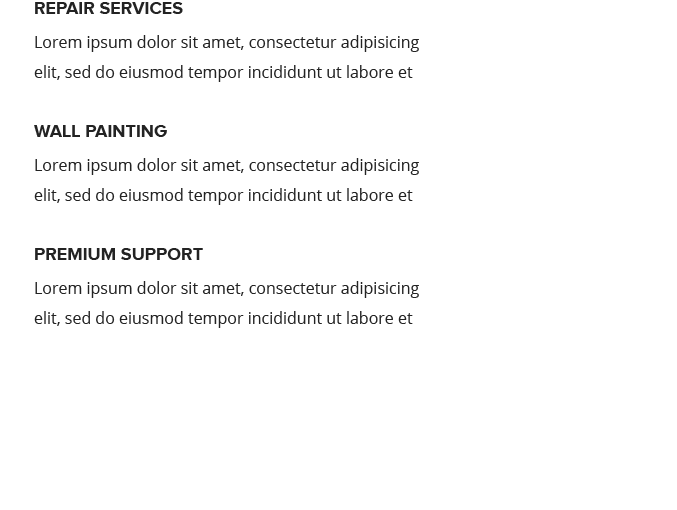 REPAIR SERVICES
Lorem ipsum dolor sit amet, consectetur adipisicing
elit, sed do eiusmod tempor incididunt ut labore et
WALL PAINTING
Lorem ipsum dolor sit amet, consectetur adipisicing
elit, sed do eiusmod tempor incididunt ut labore et
PREMIUM SUPPORT
Lorem ipsum dolor sit amet, consectetur adipisicing
elit, sed do eiusmod tempor incididunt ut labore et